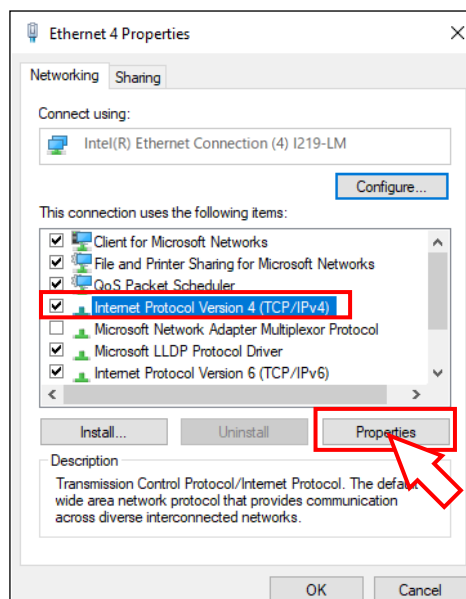 Ethernet 4 Properties
Networking Sharing
Connect using:
Intel(R) Ethernet Connection (4) I219-LM
Configure...
This connection uses the following items:
Client for Microsoft Networks
File and Printer Sharing for Microsoft Networks
QoS Packet Scheduler
Internet Protocol Version 4 (TCP/IPv4)
Microsoft Network Adapter Multiplexor Protocol
Microsoft LLDP Protocol Driver
Internet Protocol Version 6 (TCP/IPv6)
Install... Uninstall Properties
Description
Transmission Control Protocol/Internet Protocol. The default
wide area network protocol that provides communication
across diverse interconnected networks.
OK Cancel